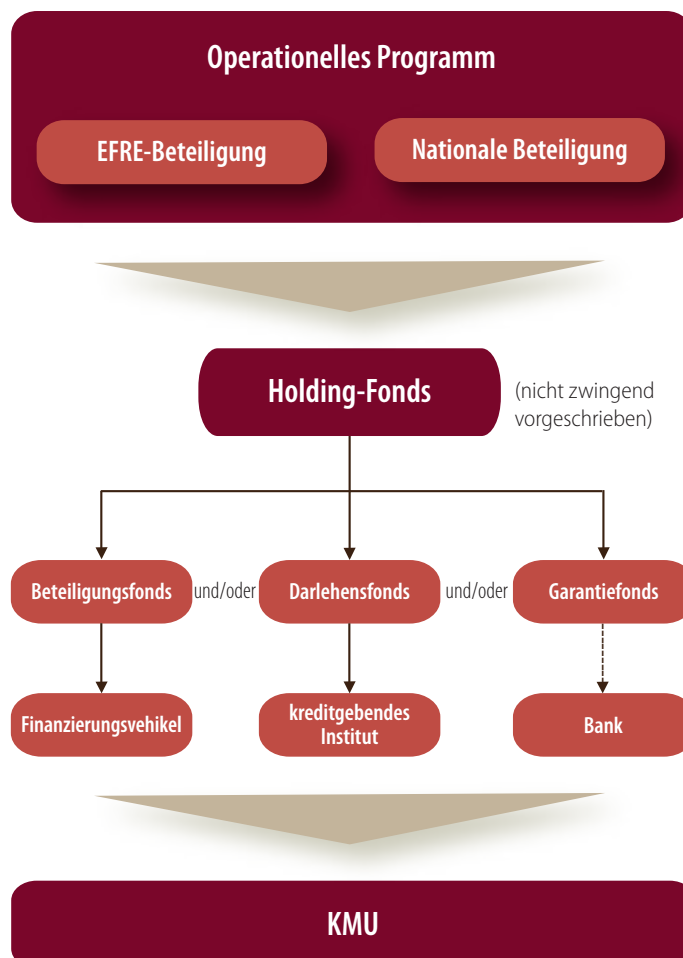 Operationelles Programm
EFRE-Beteiligung
Nationale Beteiligung
Holding-Fonds
(nicht zwingend
vorgeschrieben)
Beteiligungsfonds
und/oder
Darlehensfonds
und/oder
Garantiefonds
Finanzierungsvehikel
kreditgebendes
Institut
Bank
KMU